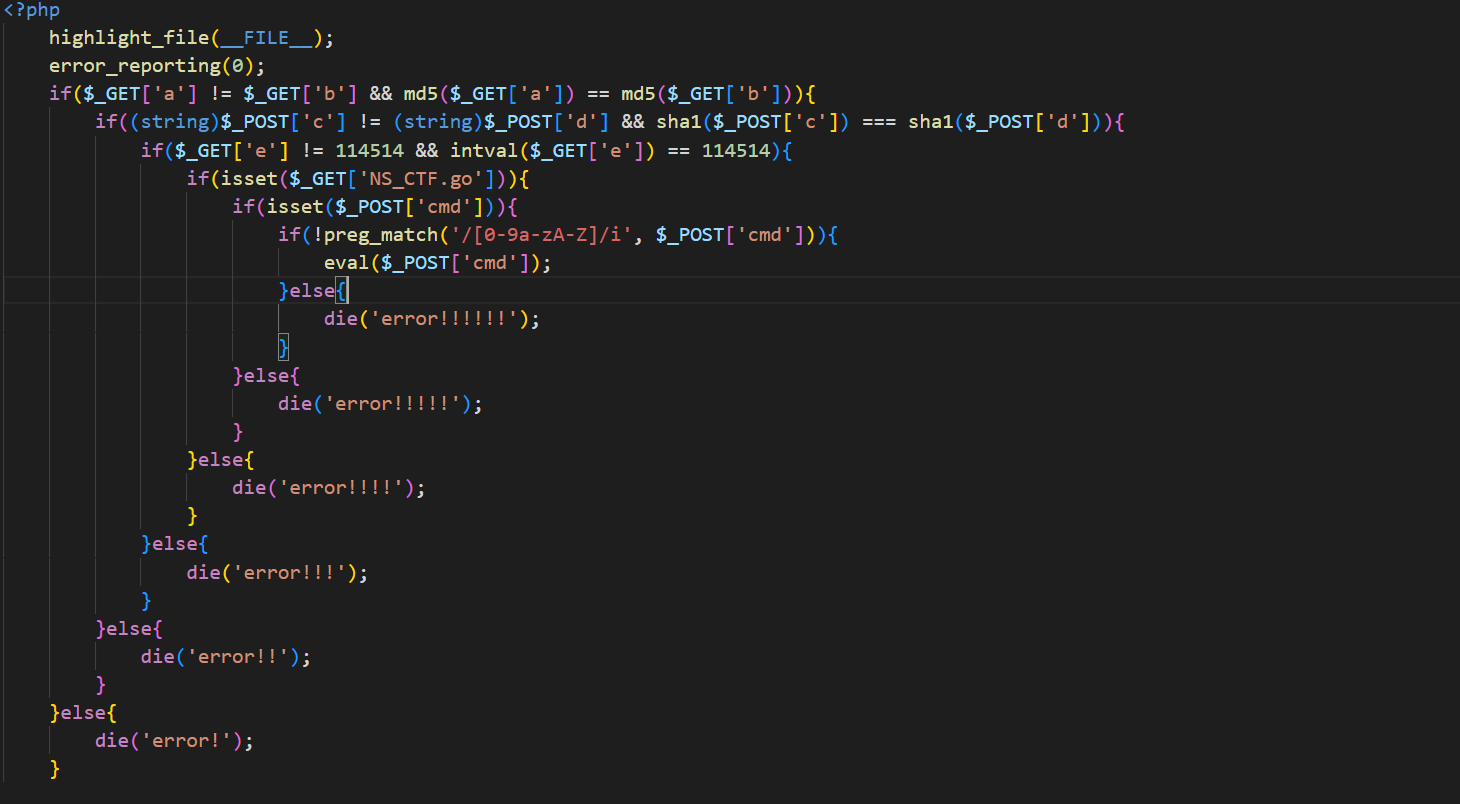 <?php
    highlight_file(__FILE__);
    error_reporting(0);
    if($_GET['a'] != $_GET['b'] && md5($_GET['a']) == md5($_GET['b'])){
        if((string)$_POST['c'] != (string)$_POST['d'] && sha1($_POST['c']) === sha1($_POST['d'])){
            if($_GET['e'] != 114514 && intval($_GET['e']) == 114514){
                if(isset($_GET['NS_CTF.go'])){
                    if(isset($_POST['cmd'])){
                        if(!preg_match('/[0-9a-zA-Z]/i', $_POST['cmd'])){
                            eval($_POST['cmd']);
                        }else{
                            die('error!!!!!!');
                        }
                    }else{
                        die('error!!!!!');
                    }
                }else{
                    die('error!!!!');
                }
            }else{
                die('error!!!');
            }
        }else{
            die('error!!');
        }
    }else{
        die('error!');
    }